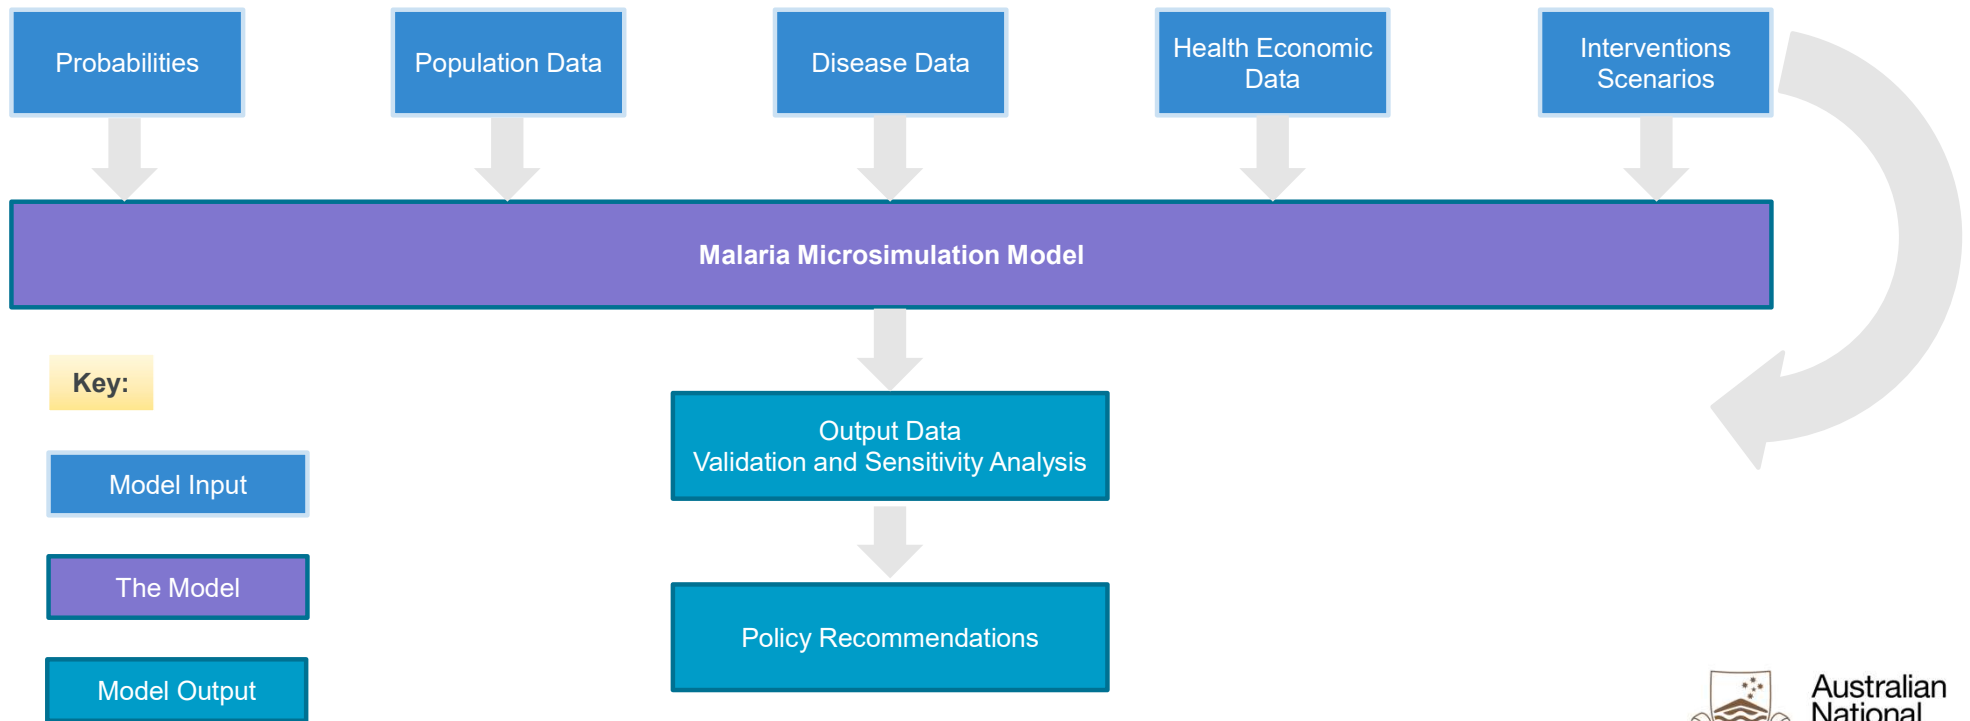 Probabilities
Population Data
Disease Data
Health Economic
Data
Interventions
Scenarios
Malaria Microsimulation Model
Key:
Output Data
Validation and Sensitivity Analysis
Model Input
The Model
Policy Recommendations
Model Output
Australian
National